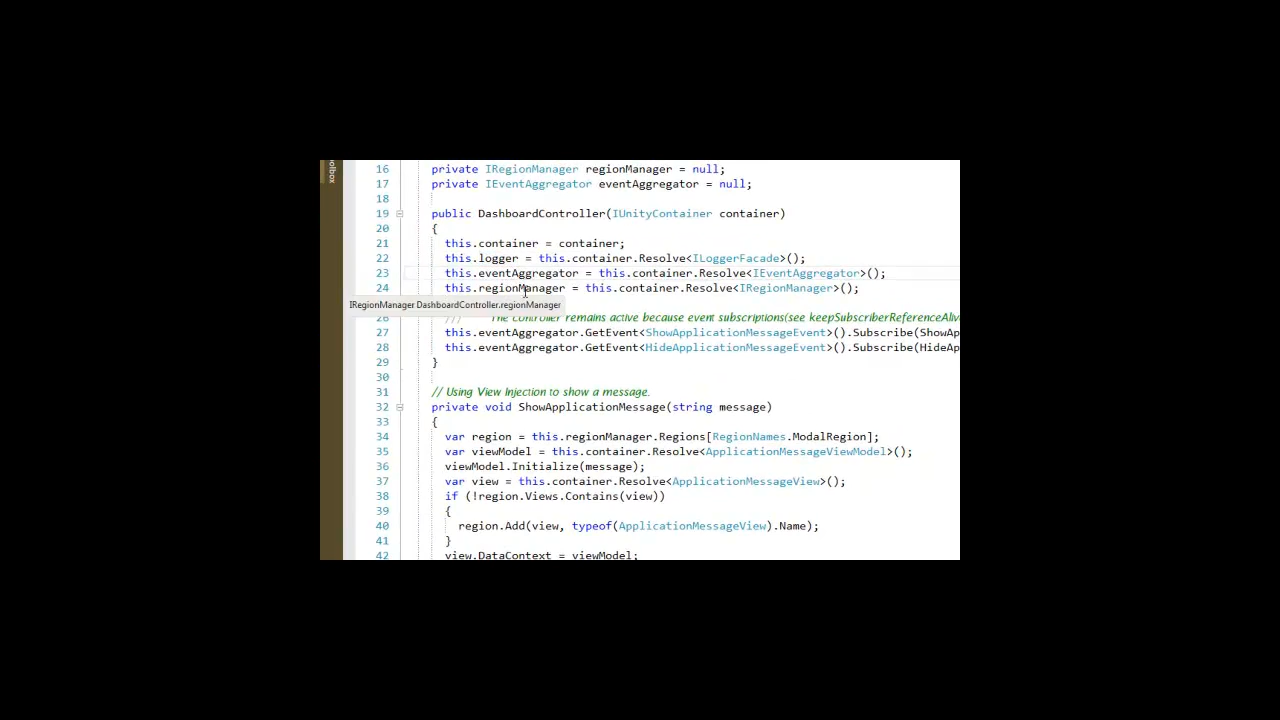 olbox
16 private IRegionManager regionManager = null;
17 private IEventAggregator eventAggregator = null;
18
19 public DashboardController(IUnityContainer container)
20 {
21 this.container = container;
22 this.logger = this.container.Resolve<ILoggerFacade>();
23 this.eventAggregator = this.container.Resolve<IEventAggregator>();
24 this.regionManager = this.container.Resolve<IRegionManager>();
IRegionManager DashboardController.regionManager
26 /// The controller remains active because event subscriptions(see keepSubscriberReferenceAliv
27 this.eventAggregator.GetEvent<ShowApplicationMessageEvent>().Subscribe(ShowAp
28 this.eventAggregator.GetEvent<HideApplicationMessageEvent>().Subscribe(HideAp
29 }
30
31 // Using View Injection to show a message.
32 private void ShowApplicationMessage(string message)
33 {
34 var region = this.regionManager.Regions[RegionNames.ModalRegion];
35 var viewModel = this.container.Resolve<ApplicationMessageViewModel>();
36 viewModel.Initialize(message);
37 var view = this.container.Resolve<ApplicationMessageView>();
38 if (!region.Views.Contains(view))
39 {
40 region.Add(view, typeof(ApplicationMessageView).Name);
41 }
42 view.DataContext = viewModel;